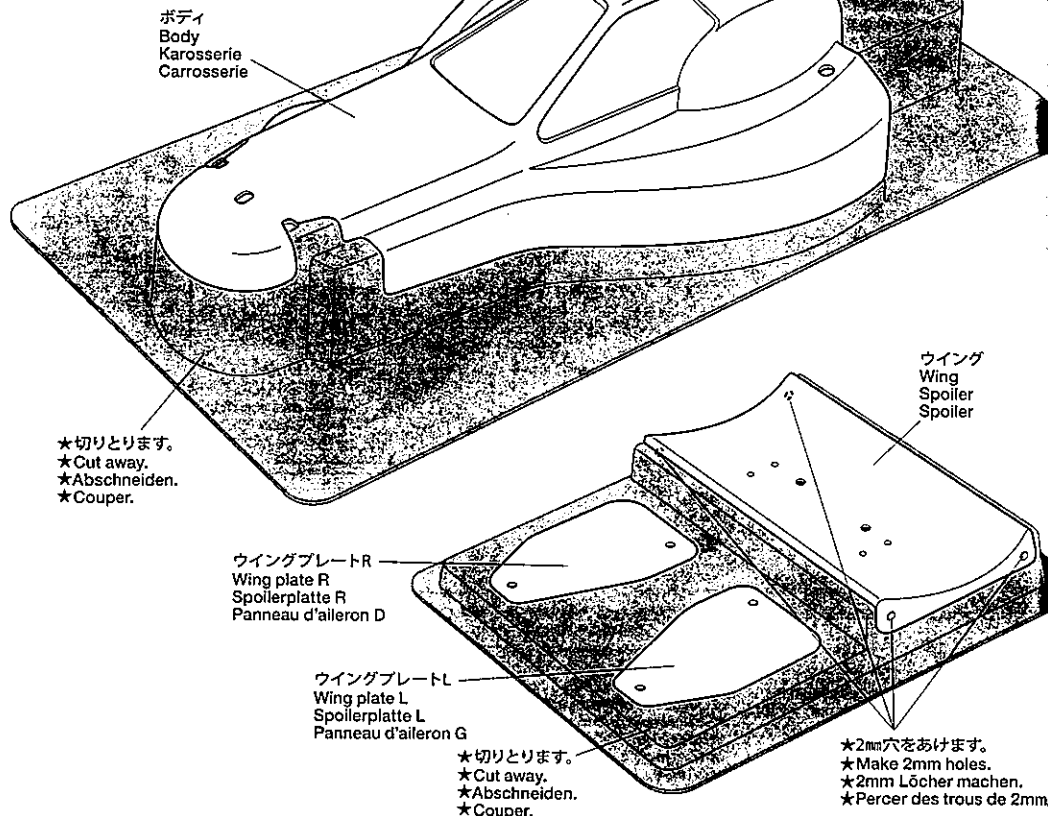 ボディ
Body
Karosserie
Carrosserie
★切りとります。
★Cut away.
★Abschneiden.
★Couper.
ウイング
Wing
Spoiler
Spoiler
ウイングプレートR
Wing plate R
Spoilerplatte R
Panneau d'aileron D
ウイングプレートL
Wing plate L
Spoilerplatte L
Panneau d'aileron G
★切りとります。
★Cut away.
★Abschneiden.
★Couper.
★2mm穴をあけます。
★Make 2mm holes.
★2mm Löcher machen.
★Percer des trous de 2mm